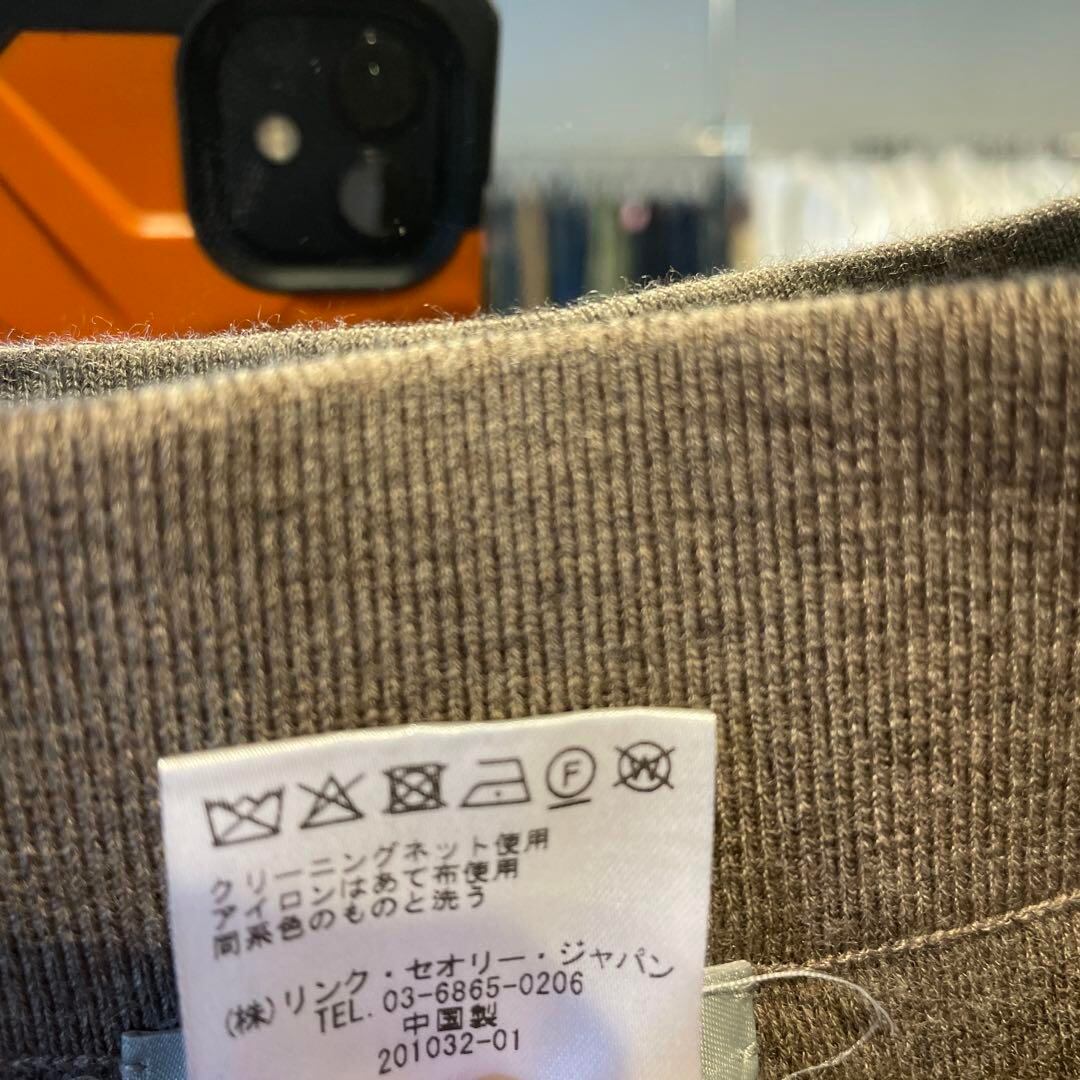 F W
クリーニングネット使用
アイロンはあて布使用
同系色のものと洗う
(株)リンク・セオリー・ジャパン
TEL. 03-6865-0206
中国製
201032-01